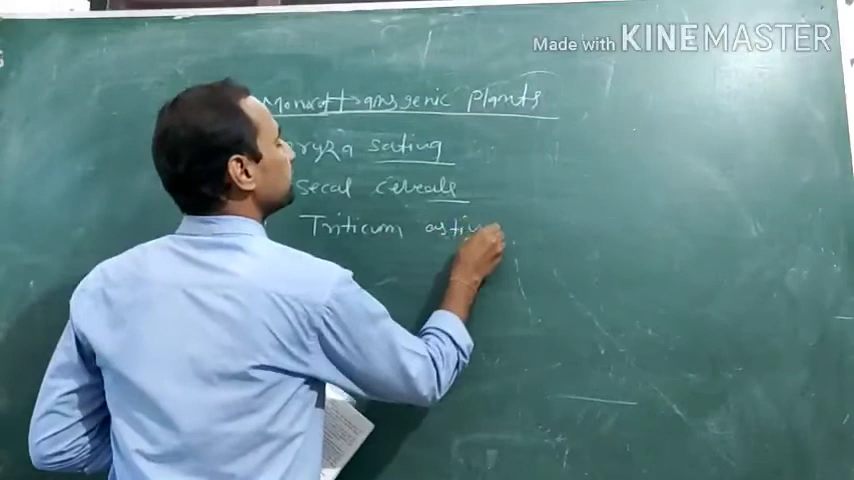 Made with KINEMASTER
Monocot transgenic plants
oryza sativa
secal cereale
Triticum astiv